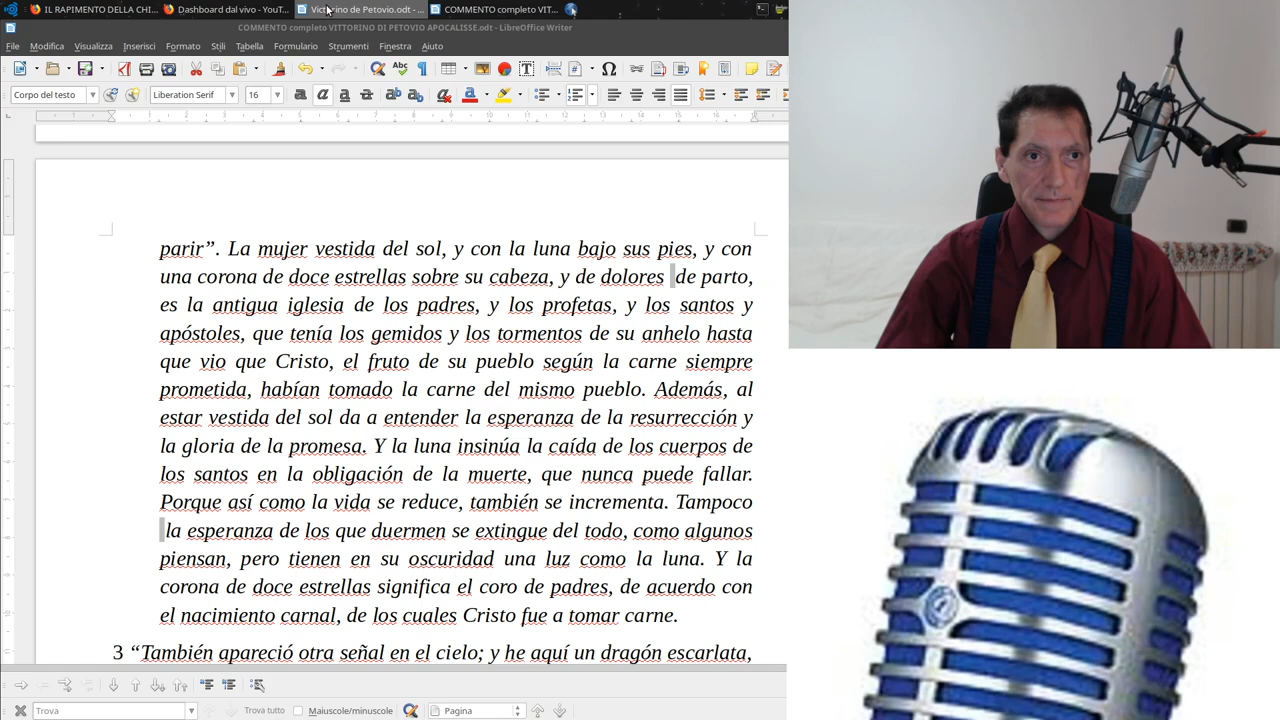 IL RAPIMENTO DELLA CHI...
Dashboard dal vivo - YouT...
Victorino de Petovio.odt - ...
COMMENTO completo VIT...
COMMENTO completo VITTORINO DI PETOVIO APOCALISSE.odt - LibreOffice Writer
File Modifica Visualizza Inserisci Formato Stili Tabella Formulario Strumenti Finestra Aiuto
Corpo del testo Liberation Serif 16
parir”. La mujer vestida del sol, y con la luna bajo sus pies, y con
una corona de doce estrellas sobre su cabeza, y de dolores de parto,
es la antigua iglesia de los padres, y los profetas, y los santos y
apóstoles, que tenía los gemidos y los tormentos de su anhelo hasta
que vio que Cristo, el fruto de su pueblo según la carne siempre
prometida, habían tomado la carne del mismo pueblo. Además, al
estar vestida del sol da a entender la esperanza de la resurrección y
la gloria de la promesa. Y la luna insinúa la caída de los cuerpos de
los santos en la obligación de la muerte, que nunca puede fallar.
Porque así como la vida se reduce, también se incrementa. Tampoco
la esperanza de los que duermen se extingue del todo, como algunos
piensan, pero tienen en su oscuridad una luz como la luna. Y la
corona de doce estrellas significa el coro de padres, de acuerdo con
el nacimiento carnal, de los cuales Cristo fue a tomar carne.
3 “También apareció otra señal en el cielo; y he aquí un dragón escarlata,
Trova Trova tutto Maiuscole/minuscole Pagina